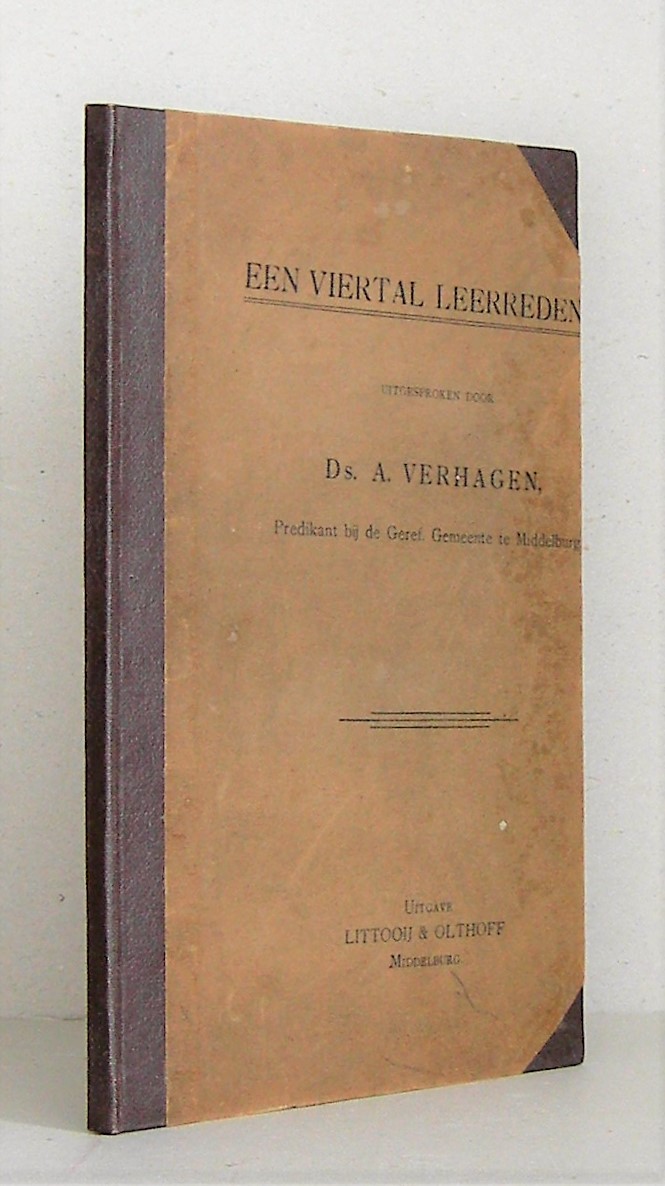 EEN VIERTAL LEERREDEN
UITGESPROKEN DOOR
Ds. A. VERHAGEN,
Predikant bij de Geref. Gemeente te Middelburg
UITGAVE
LITTOOIJ & OLTHOFF
MIDDELBURG